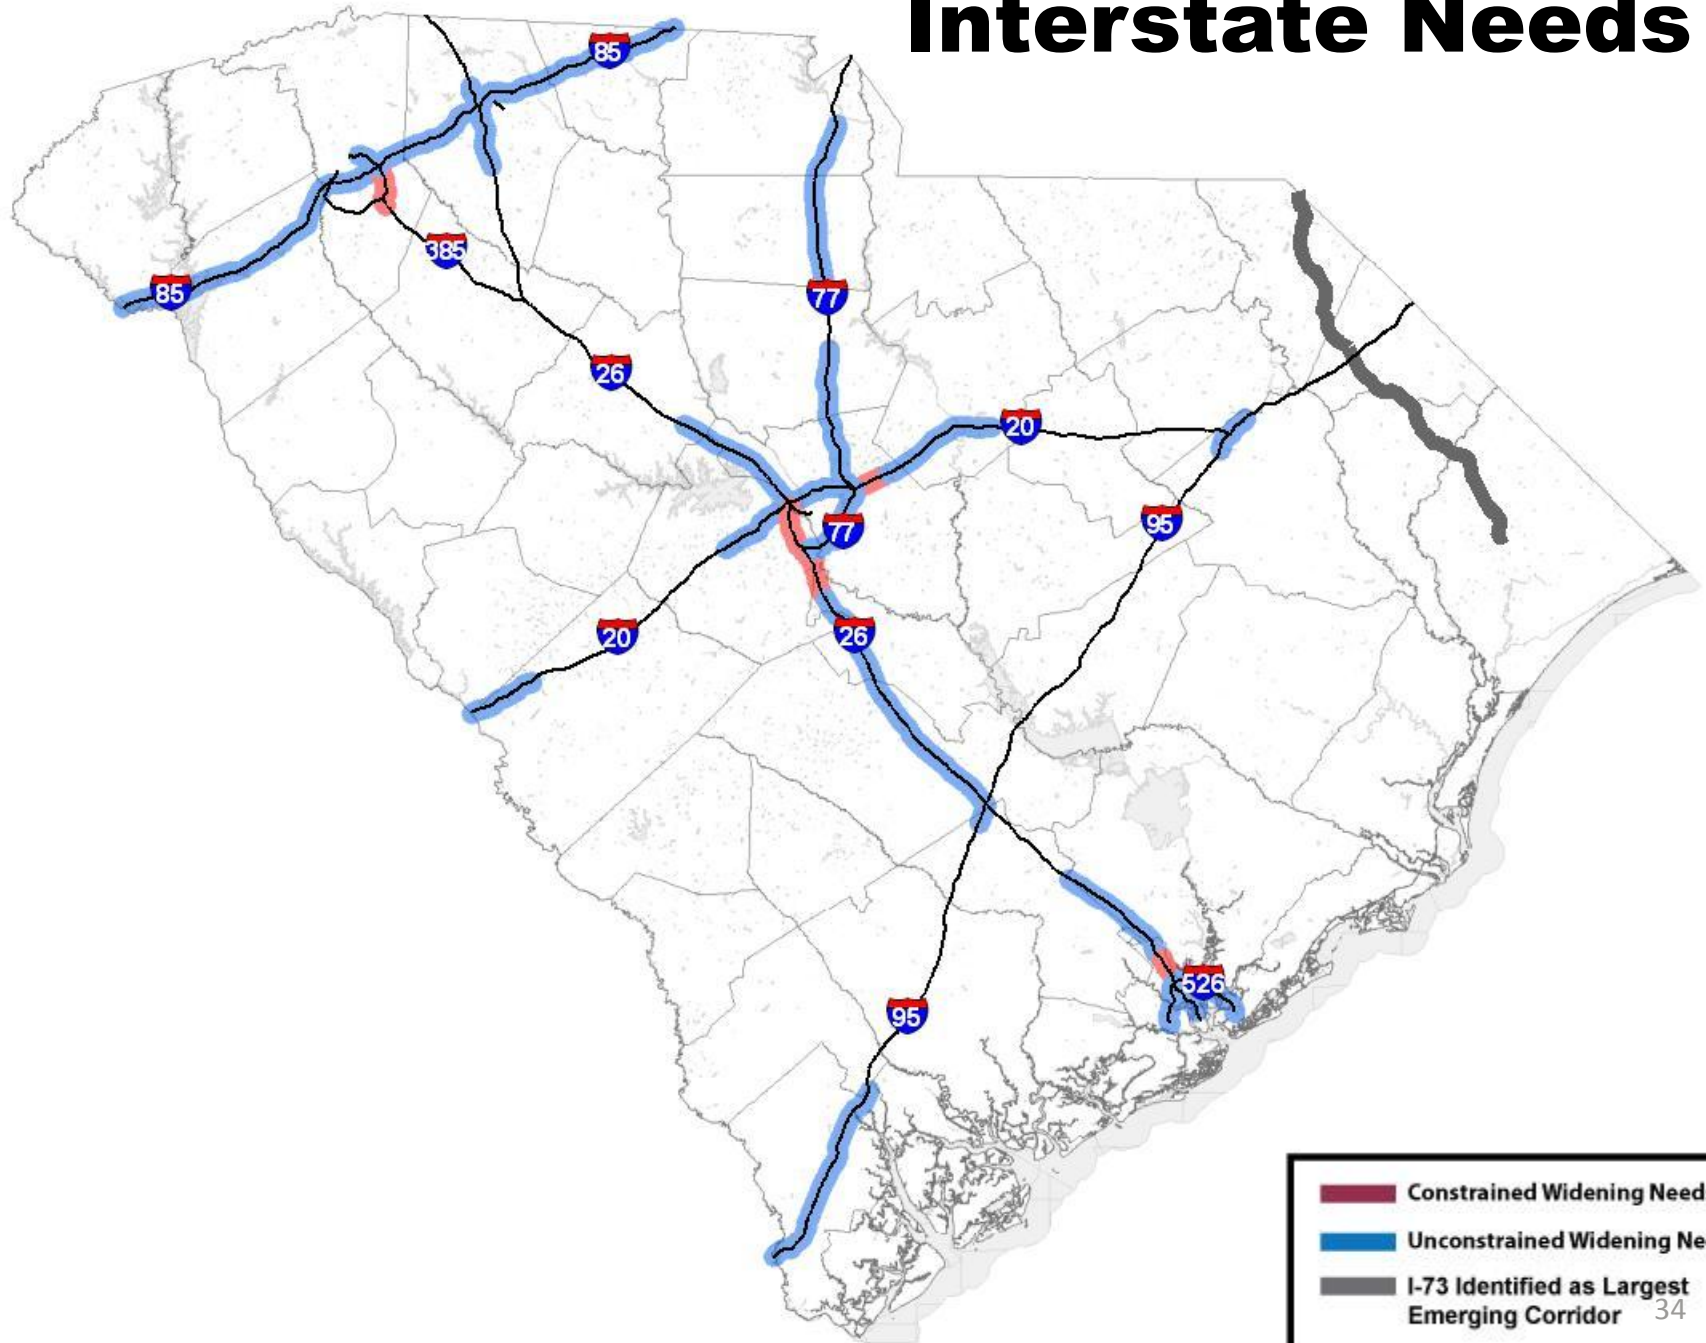 Interstate Needs
85
85
385
77
26
20
77
95
20
26
526
95
Constrained Widening Need
Unconstrained Widening Ne
I-73 Identified as Largest
Emerging Corridor
34